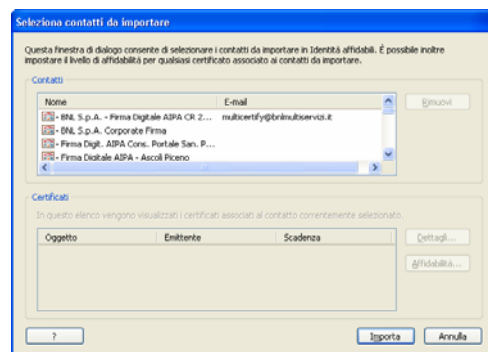 Seleziona contatti da importare
Questa finestra di dialogo consente di selezionare i contatti da importare in Identità affidabili. È possibile inoltre
impostare il livello di affidabilità per qualsiasi certificato associato ai contatti da importare.
Contatti
Nome E-mail
- BNL S.p.A. - Firma Digitale AIPA CR 2... multicertify@bnlmultiservizi.it
- BNL S.p.A. Corporate Firma
- Firma Digit. AIPA Cons. Portale San. P...
- Firma Digitale AIPA - Ascoli Piceno
Rimuovi
Certificati
In questo elenco vengono visualizzati i certificati associati al contatto correntemente selezionato.
Oggetto Emittente Scadenza
Dettagli...
Affidabilità...
? Importa Annulla